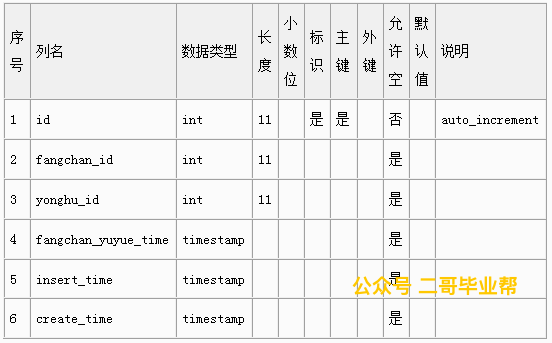 序号 列名 数据类型 长度 小数位 标识 主键 外键 允许空 默认值 说明
1 id int 11 是 是 否 auto_increment
2 fangchan_id int 11 是
3 yonghu_id int 11 是
4 fangchan_yuyue_time timestamp 是
5 insert_time timestamp 是
公众号 二哥毕业帮
6 create_time timestamp 是